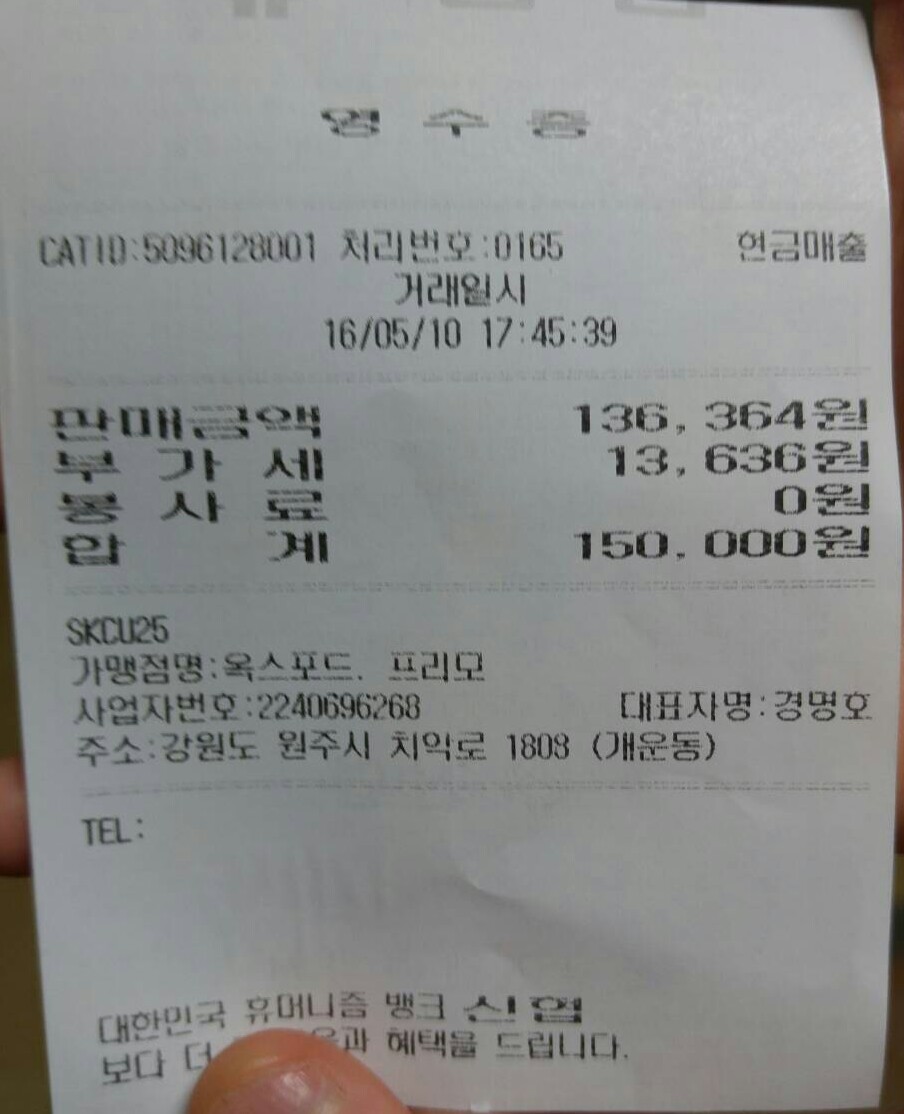 영 수 증
CATID:5096128001 처리번호:0165 현금매출
거래일시
16/05/10 17:45:39
판매금액 136,364원
부 가 세 13,636원
봉 사 료 0원
합 계 150,000원
SKCU25
가맹점명:옥스포드. 프리모
사업자번호:2240696268 대표자명:경명호
주소:강원도 원주시 치악로 1808 (개운동)
TEL:
대한민국 휴머니즘 뱅크 신협
보다 더 혜택을 드립니다.